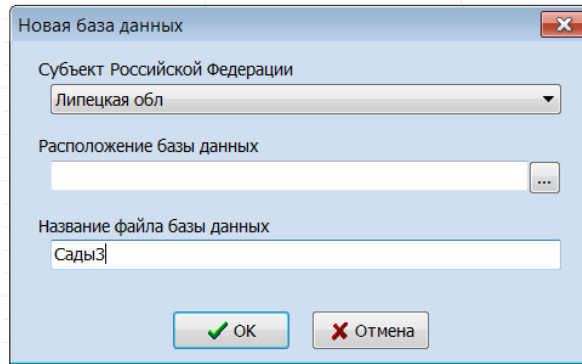 Новая база данных
Субъект Российской Федерации
Липецкая обл
Расположение базы данных
...
Название файла базы данных
Сады3
OK
Отмена